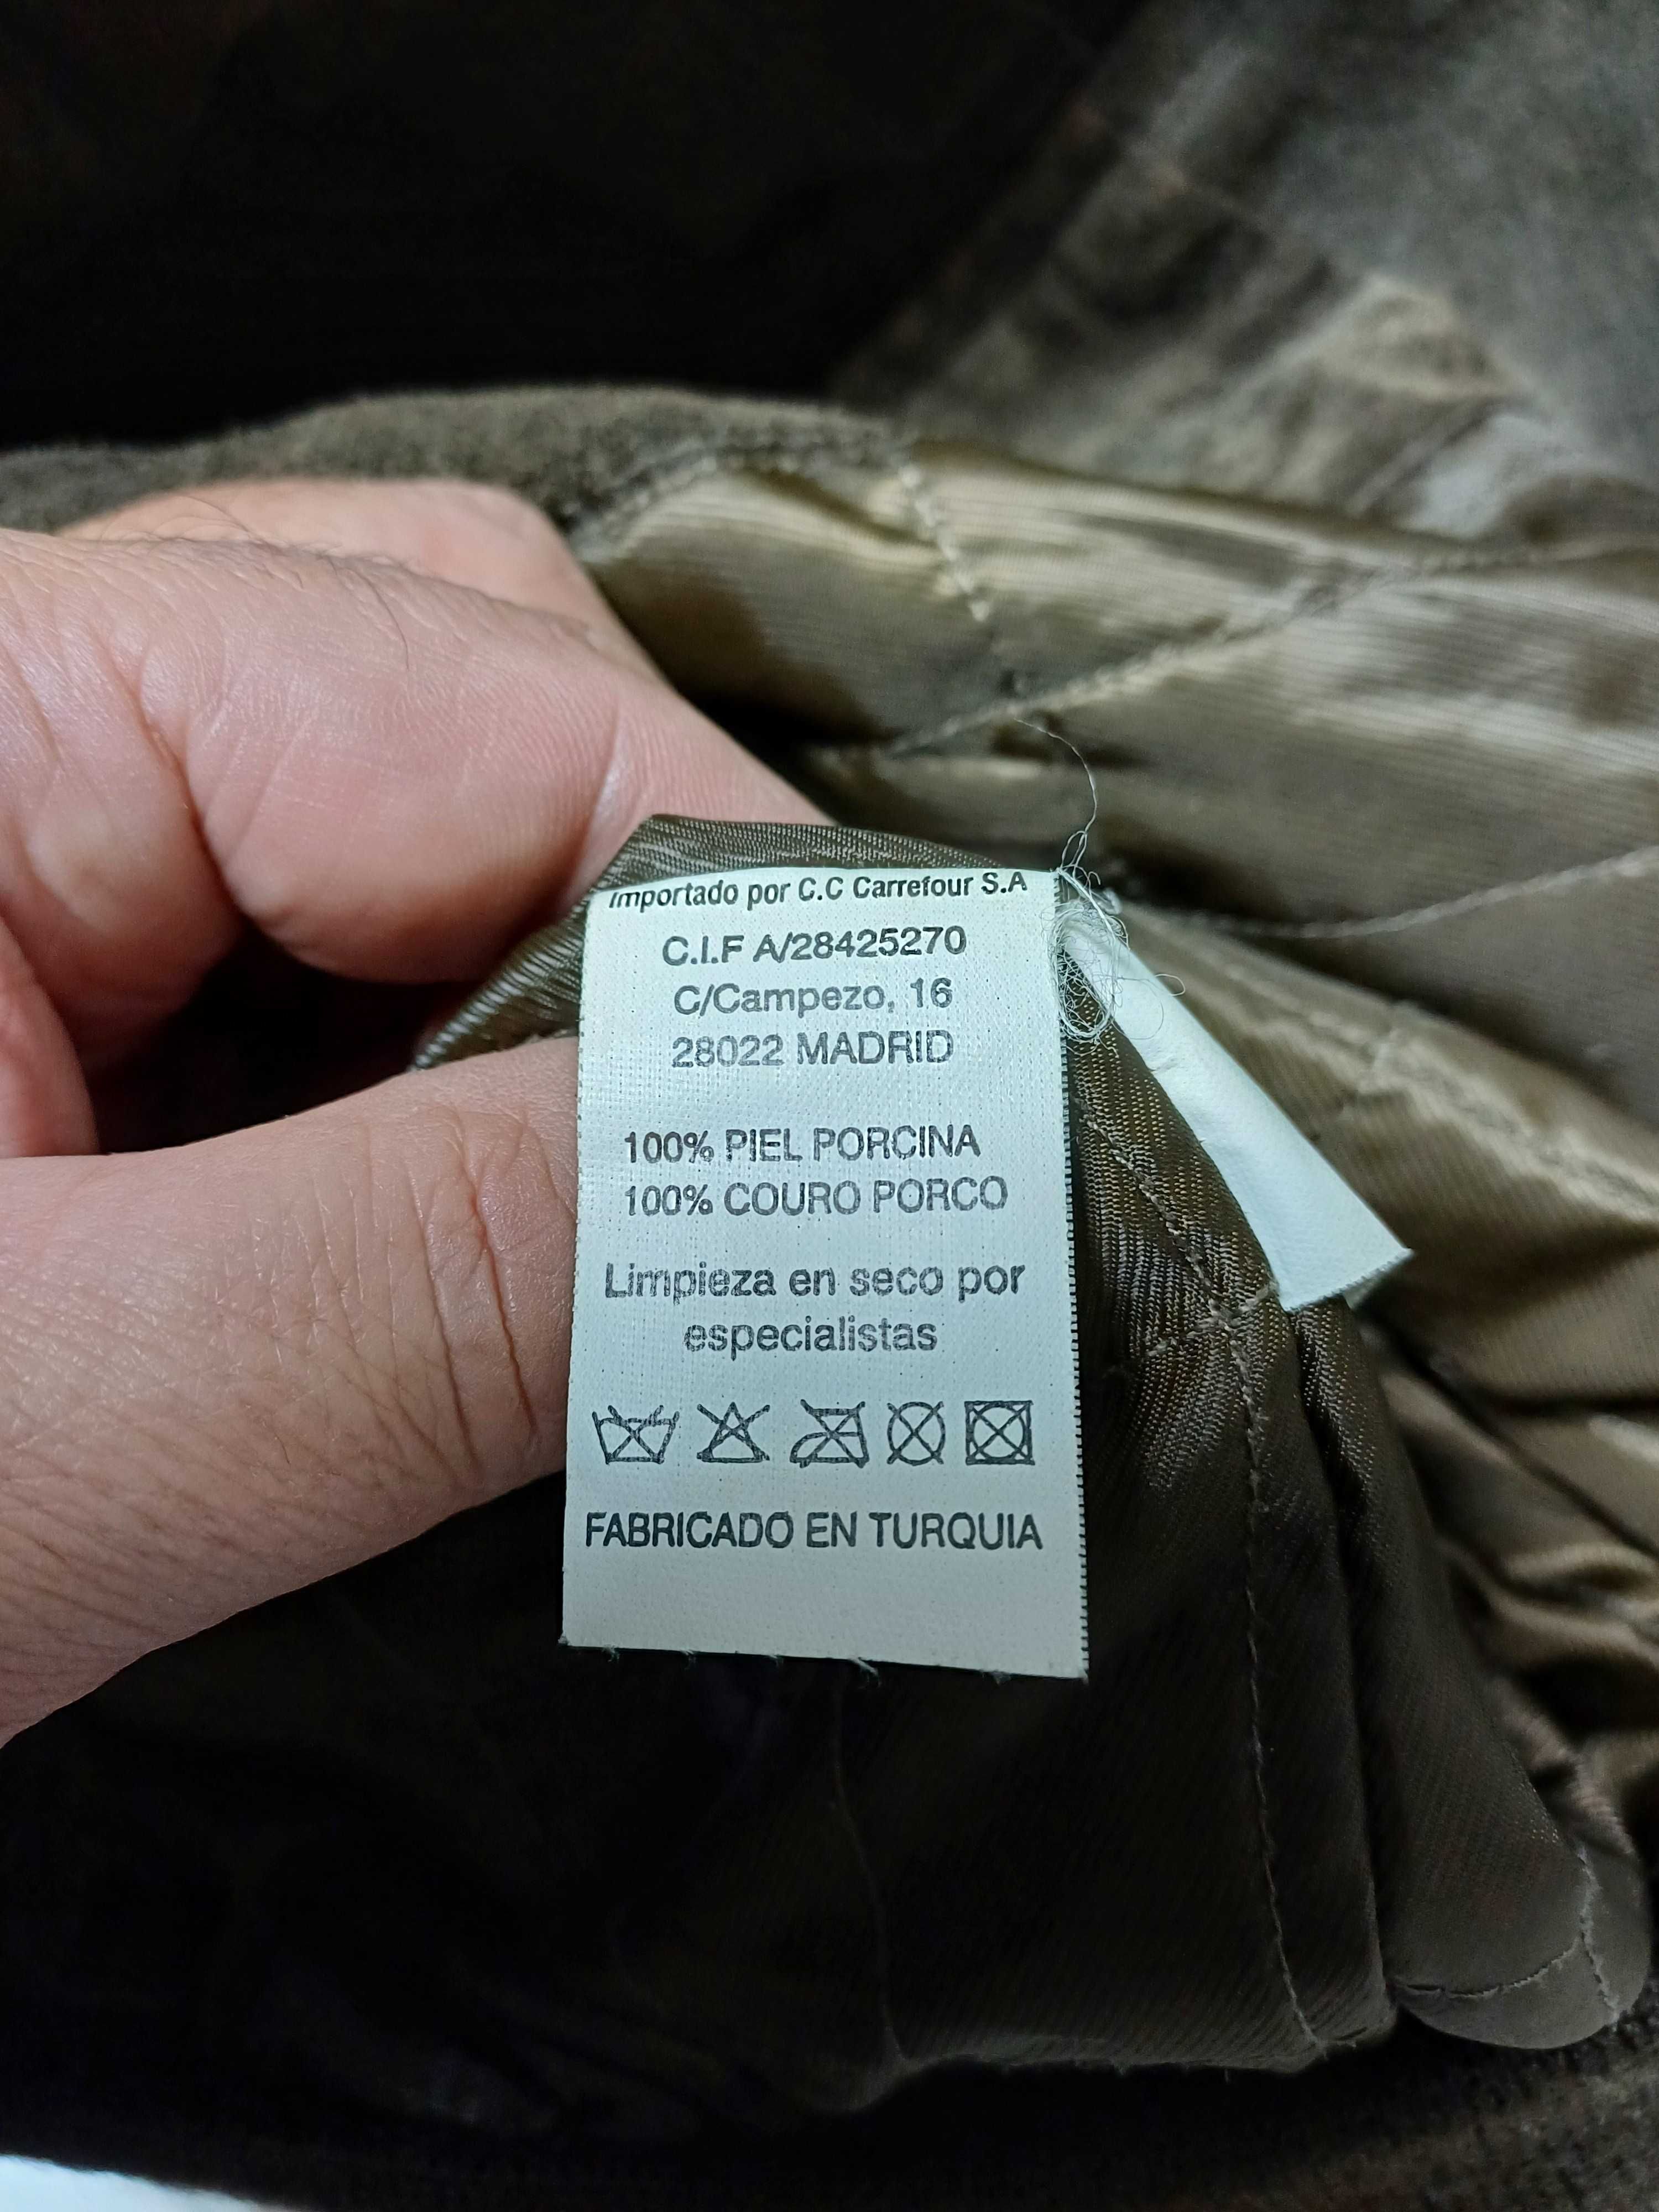 Importado por C.C Carrefour S.A
C.I.F A/28425270
C/Campezo, 16
28022 MADRID
100% PIEL PORCINA
100% COURO PORCO
Limpieza en seco por
especialistas
FABRICADO EN TURQUIA